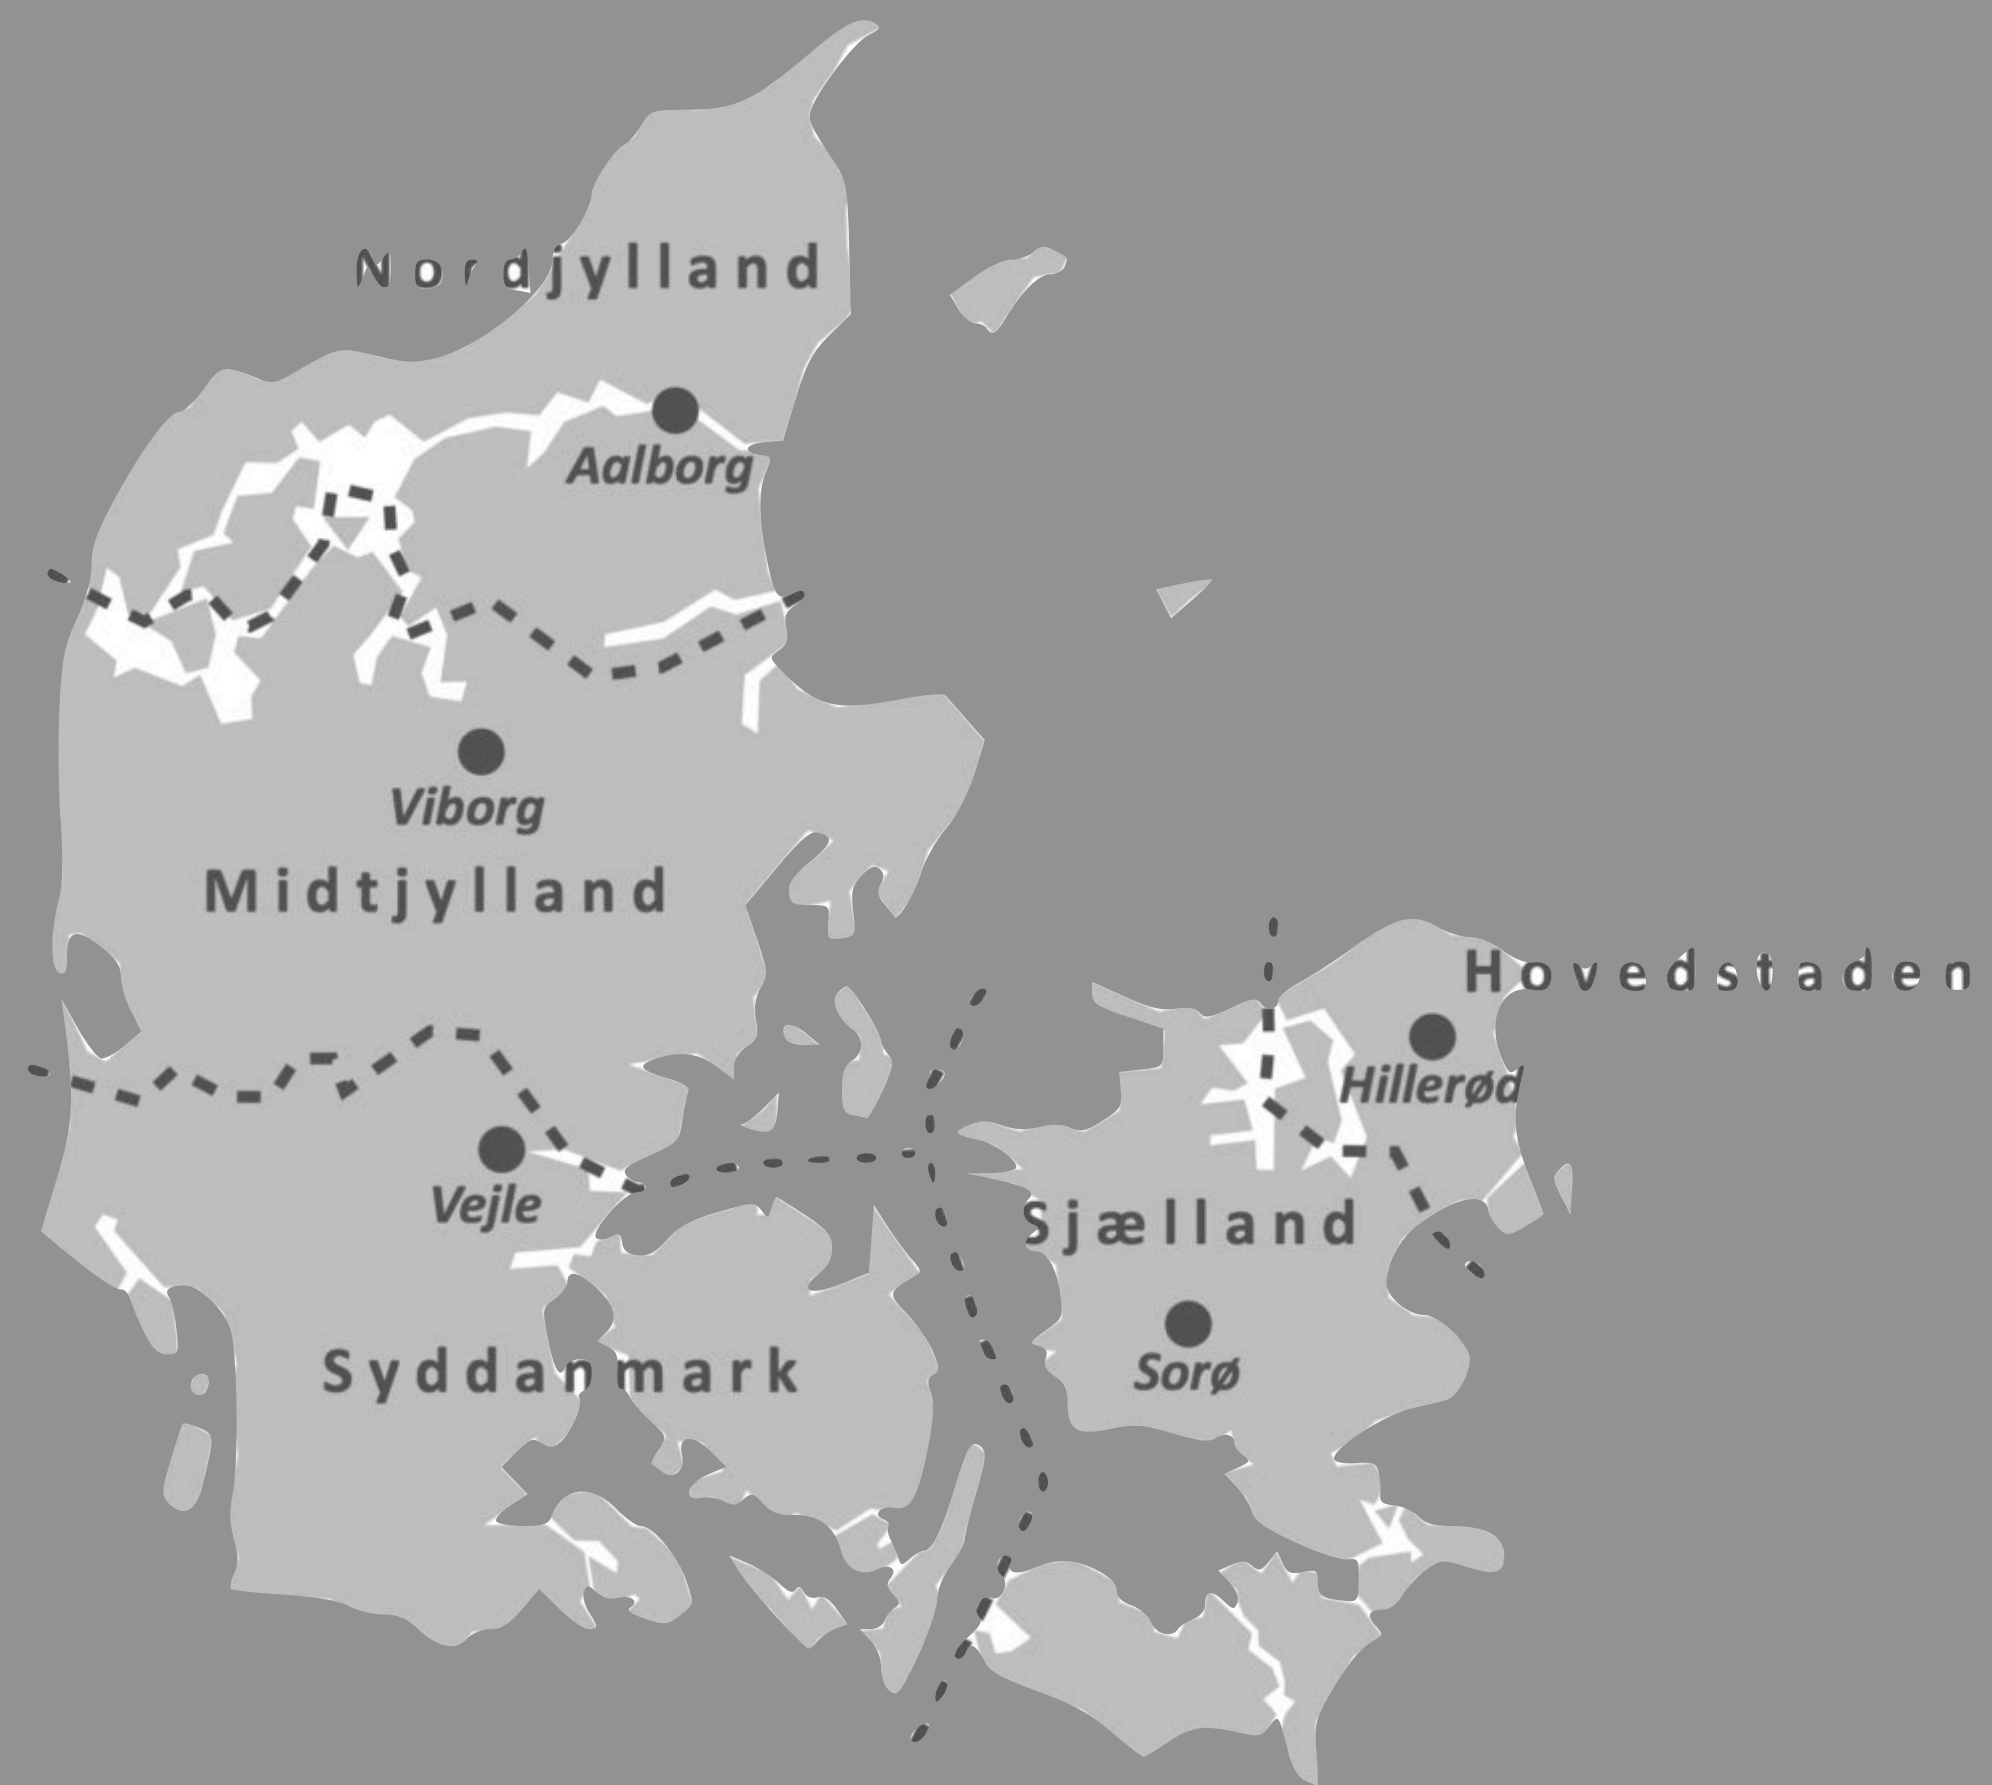 Nordjylland
Aalborg
Viborg
Midtjylland
Hovedstaden
Hillerød
Vejle
Sjælland
Sorø
Syddanmark